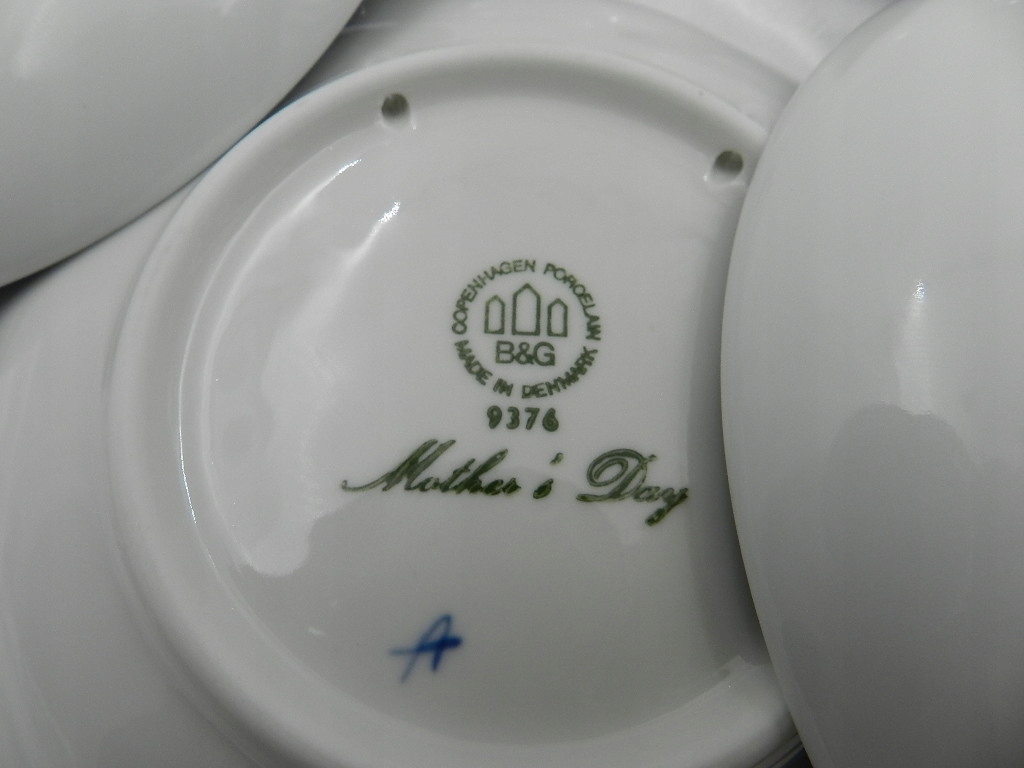 COPENHAGEN PORCELAIN
B&G
MADE IN DENMARK
9376
Mother's Day
A